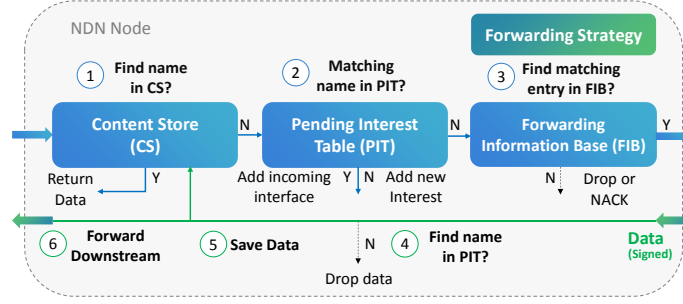 NDN Node
Forwarding Strategy
1
Find name
in CS?
2
Matching
name in PIT?
3
Find matching
entry in FIB?
Content Store
(CS)
N
Pending Interest
Table (PIT)
N
Forwarding
Information Base (FIB)
Y
Return
Data
Y
Add incoming
interface
Y
N
Add new
Interest
N
Drop or
NACK
6
Forward
Downstream
5
Save Data
N
4
Find name
in PIT?
Data
(Signed)
Drop data